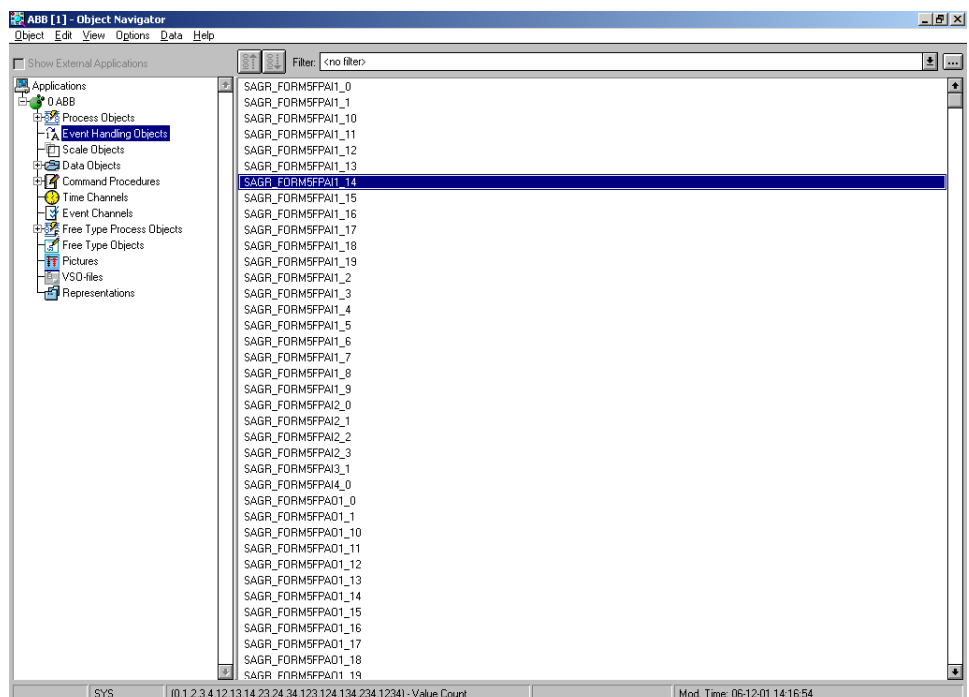 ABB [1] - Object Navigator
Object Edit View Options Data Help
Show External Applications
Filter: <no filter>
...
Applications
0 ABB
Process Objects
Event Handling Objects
Scale Objects
Data Objects
Command Procedures
Time Channels
Event Channels
Free Type Process Objects
Free Type Objects
Pictures
VSO-files
Representations
SAGR_FORM5FPAI1_0
SAGR_FORM5FPAI1_1
SAGR_FORM5FPAI1_10
SAGR_FORM5FPAI1_11
SAGR_FORM5FPAI1_12
SAGR_FORM5FPAI1_13
SAGR_FORM5FPAI1_14
SAGR_FORM5FPAI1_15
SAGR_FORM5FPAI1_16
SAGR_FORM5FPAI1_17
SAGR_FORM5FPAI1_18
SAGR_FORM5FPAI1_19
SAGR_FORM5FPAI1_2
SAGR_FORM5FPAI1_3
SAGR_FORM5FPAI1_4
SAGR_FORM5FPAI1_5
SAGR_FORM5FPAI1_6
SAGR_FORM5FPAI1_7
SAGR_FORM5FPAI1_8
SAGR_FORM5FPAI1_9
SAGR_FORM5FPAI2_0
SAGR_FORM5FPAI2_1
SAGR_FORM5FPAI2_2
SAGR_FORM5FPAI2_3
SAGR_FORM5FPAI3_1
SAGR_FORM5FPAI4_0
SAGR_FORM5FPAO1_0
SAGR_FORM5FPAO1_1
SAGR_FORM5FPAO1_10
SAGR_FORM5FPAO1_11
SAGR_FORM5FPAO1_12
SAGR_FORM5FPAO1_13
SAGR_FORM5FPAO1_14
SAGR_FORM5FPAO1_15
SAGR_FORM5FPAO1_16
SAGR_FORM5FPAO1_17
SAGR_FORM5FPAO1_18
SAGR_FORM5FPAO1_19
SYS (0,1,2,3,4,12,13,14,23,24,34,123,124,134,234,1234) - Value Count Mod. Time: 06-12-01 14:16:54